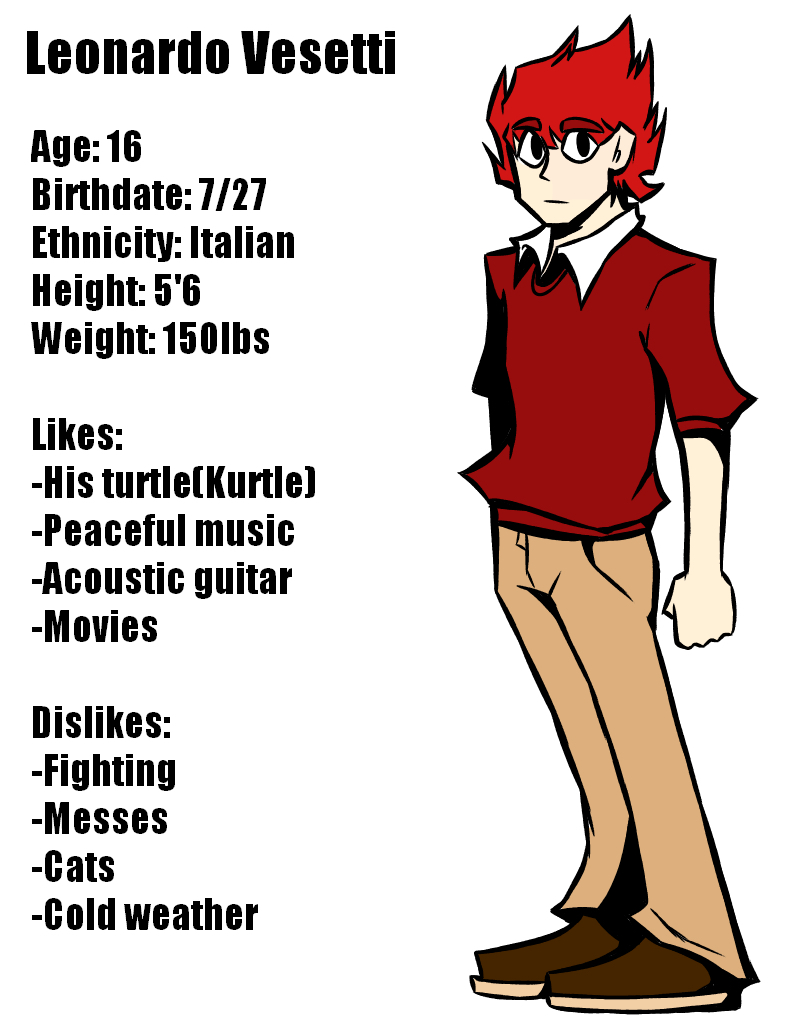 Leonardo Vesetti
Age: 16
Birthdate: 7/27
Ethnicity: Italian
Height: 5'6
Weight: 150lbs
Likes:
-His turtle(Kurtle)
-Peaceful music
-Acoustic guitar
-Movies
Dislikes:
-Fighting
-Messes
-Cats
-Cold weather